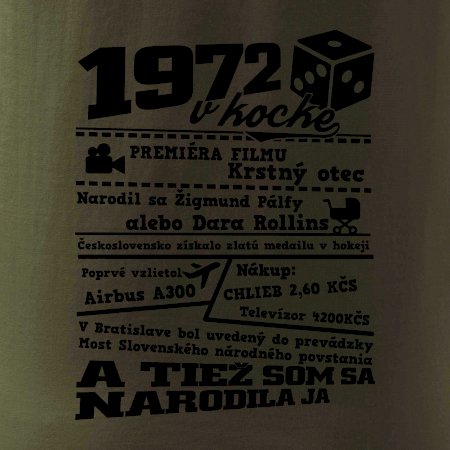 1972
v kocke
PREMIÉRA FILMU
Krstný otec
Narodil sa Žigmund Pálfy
alebo Dara Rollins
Československo získalo zlatú medailu v hokeji
Poprvé vzlietol
Airbus A300
Nákup:
CHLIEB 2,60 KČS
Televízor 4200KČS
V Bratislave bol uvedený do prevádzky
Most Slovenského národného povstania
A TIEŽ SOM SA
NARODILA JA